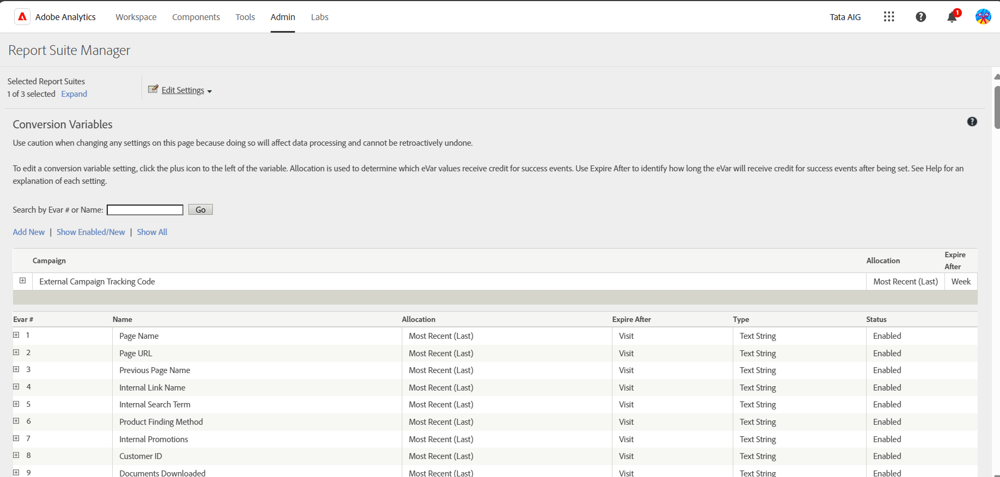 Adobe Analytics Workspace Components Tools Admin Labs Tata AIG ? 1
Report Suite Manager
Selected Report Suites
1 of 3 selected Expand
Edit Settings
Conversion Variables ?
Use caution when changing any settings on this page because doing so will affect data processing and cannot be retroactively undone.
To edit a conversion variable setting, click the plus icon to the left of the variable. Allocation is used to determine which eVar values receive credit for success events. Use Expire After to identify how long the eVar will receive credit for success events after being set. See Help for an
explanation of each setting.
Search by Evar # or Name: Go
Add New | Show Enabled/New | Show All
Campaign Allocation Expire After
External Campaign Tracking Code Most Recent (Last) Week
Evar # Name Allocation Expire After Type Status
1 Page Name Most Recent (Last) Visit Text String Enabled
2 Page URL Most Recent (Last) Visit Text String Enabled
3 Previous Page Name Most Recent (Last) Visit Text String Enabled
4 Internal Link Name Most Recent (Last) Visit Text String Enabled
5 Internal Search Term Most Recent (Last) Visit Text String Enabled
6 Product Finding Method Most Recent (Last) Visit Text String Enabled
7 Internal Promotions Most Recent (Last) Visit Text String Enabled
8 Customer ID Most Recent (Last) Visit Text String Enabled
9 Documents Downloaded Most Recent (Last) Visit Text String Enabled